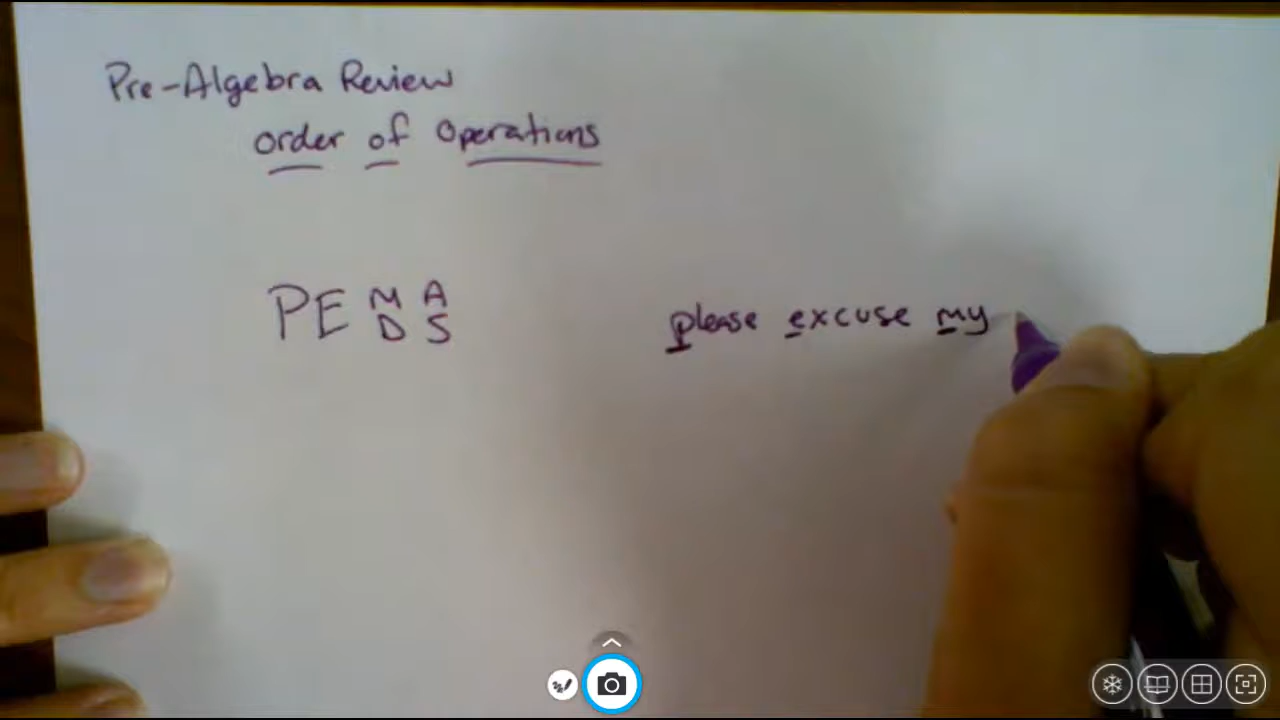 Pre-Algebra Review
order of operations
PE M A
D S
please excuse my